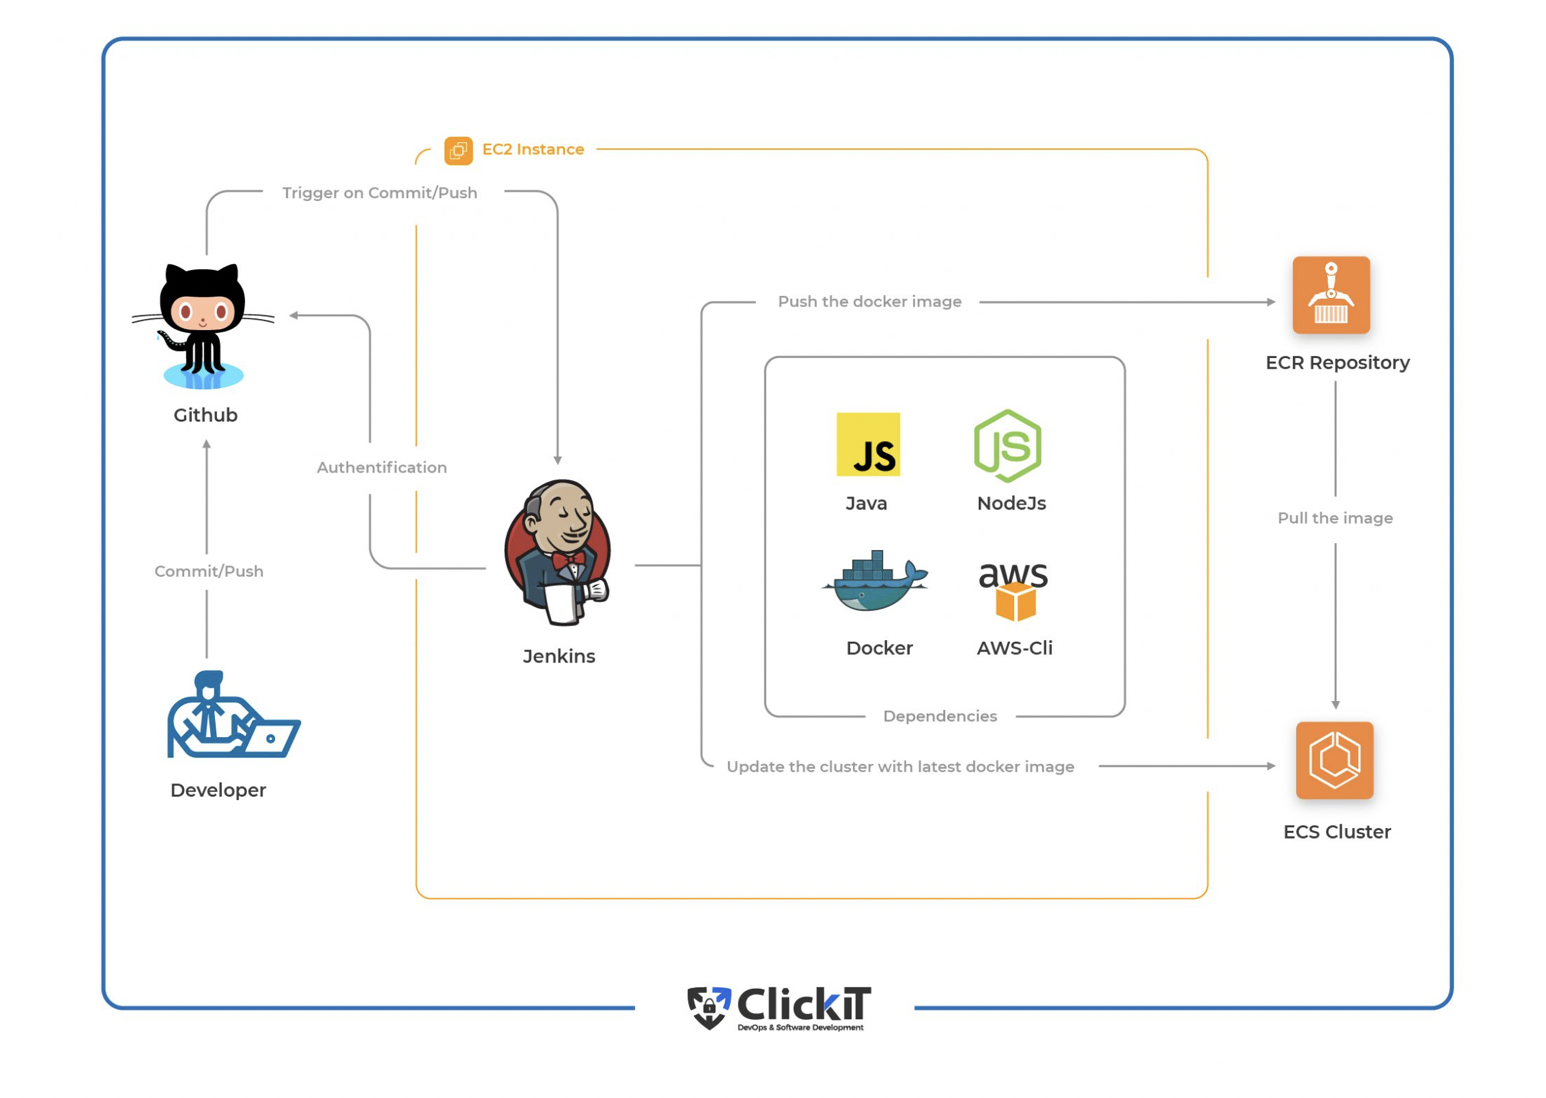 EC2 Instance
Trigger on Commit/Push
Push the docker image
ECR Repository
Github
JS
JS
Java
NodeJs
Authentification
Pull the image
Commit/Push
aws
Docker
AWS-Cli
Jenkins
Dependencies
Update the cluster with latest docker image
Developer
ECS Cluster
ClickIT
DevOps & Software Development